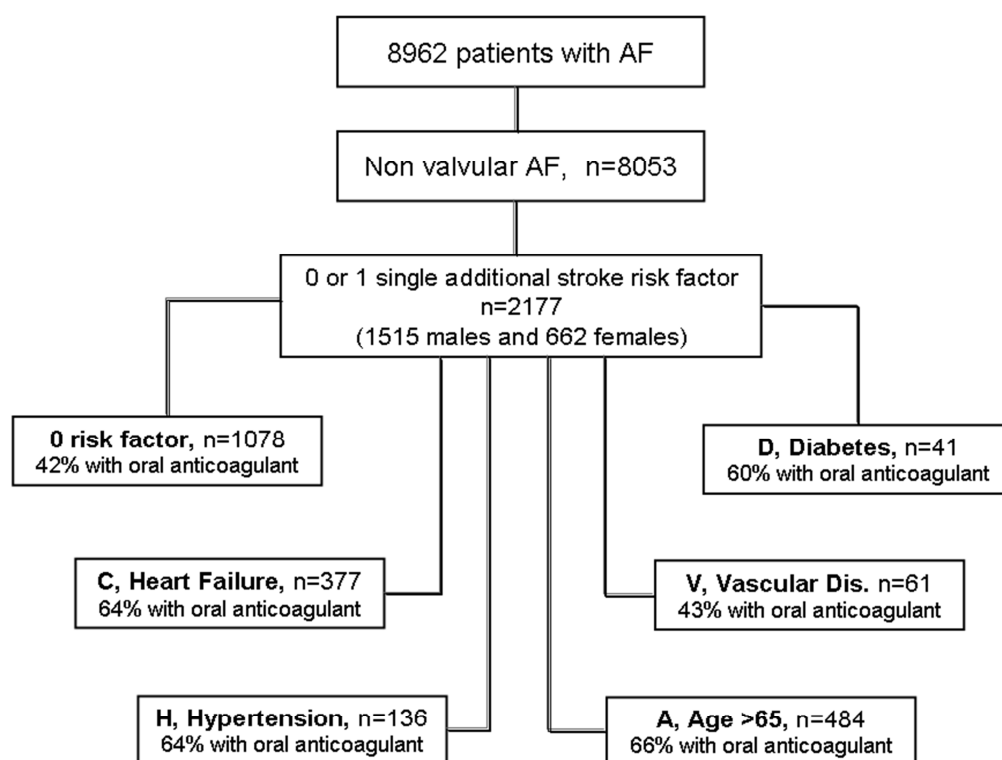 8962 patients with AF
Non valvular AF, n=8053
0 or 1 single additional stroke risk factor
n=2177
(1515 males and 662 females)
0 risk factor, n=1078
42% with oral anticoagulant
D, Diabetes, n=41
60% with oral anticoagulant
C, Heart Failure, n=377
64% with oral anticoagulant
V, Vascular Dis. n=61
43% with oral anticoagulant
H, Hypertension, n=136
64% with oral anticoagulant
A, Age >65, n=484
66% with oral anticoagulant